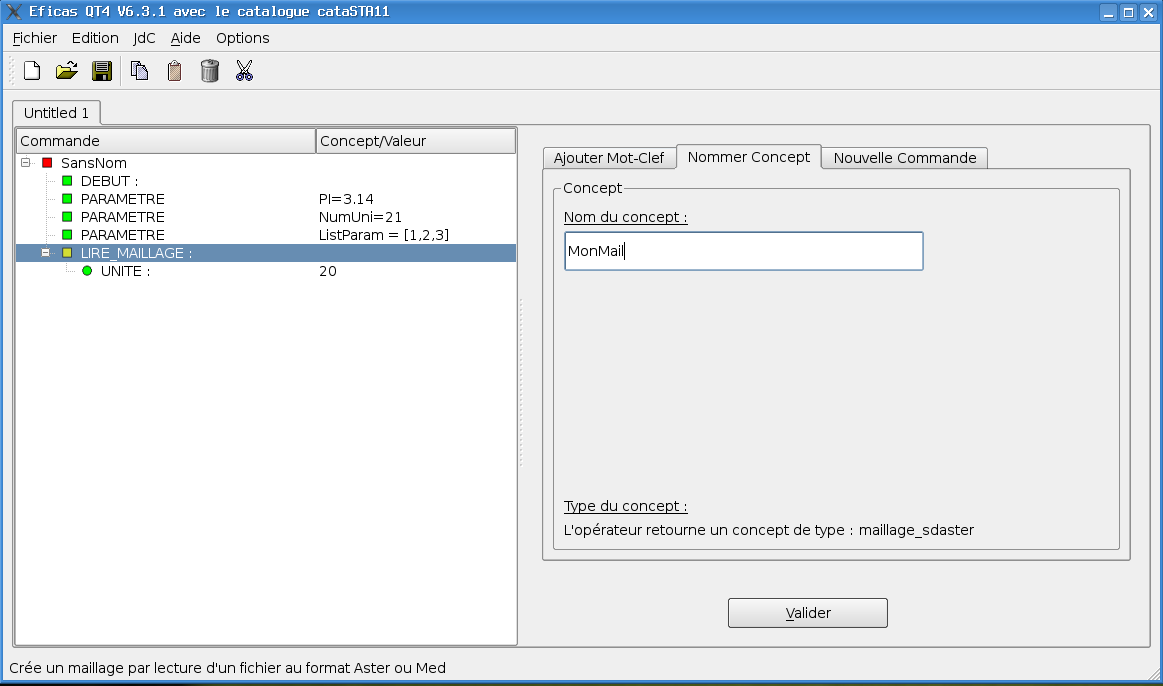 Eficas QT4 V6.3.1 avec le catalogue cataSTA11
Fichier Edition JdC Aide Options
Untitled 1
Commande Concept/Valeur
SansNom
DEBUT :
PARAMETRE PI=3.14
PARAMETRE NumUni=21
PARAMETRE ListParam = [1,2,3]
LIRE_MAILLAGE :
UNITE : 20
Ajouter Mot-Clef Nommer Concept Nouvelle Commande
Concept
Nom du concept :
MonMail
Type du concept :
L'opérateur retourne un concept de type : maillage_sdaster
Valider
Crée un maillage par lecture d'un fichier au format Aster ou Med